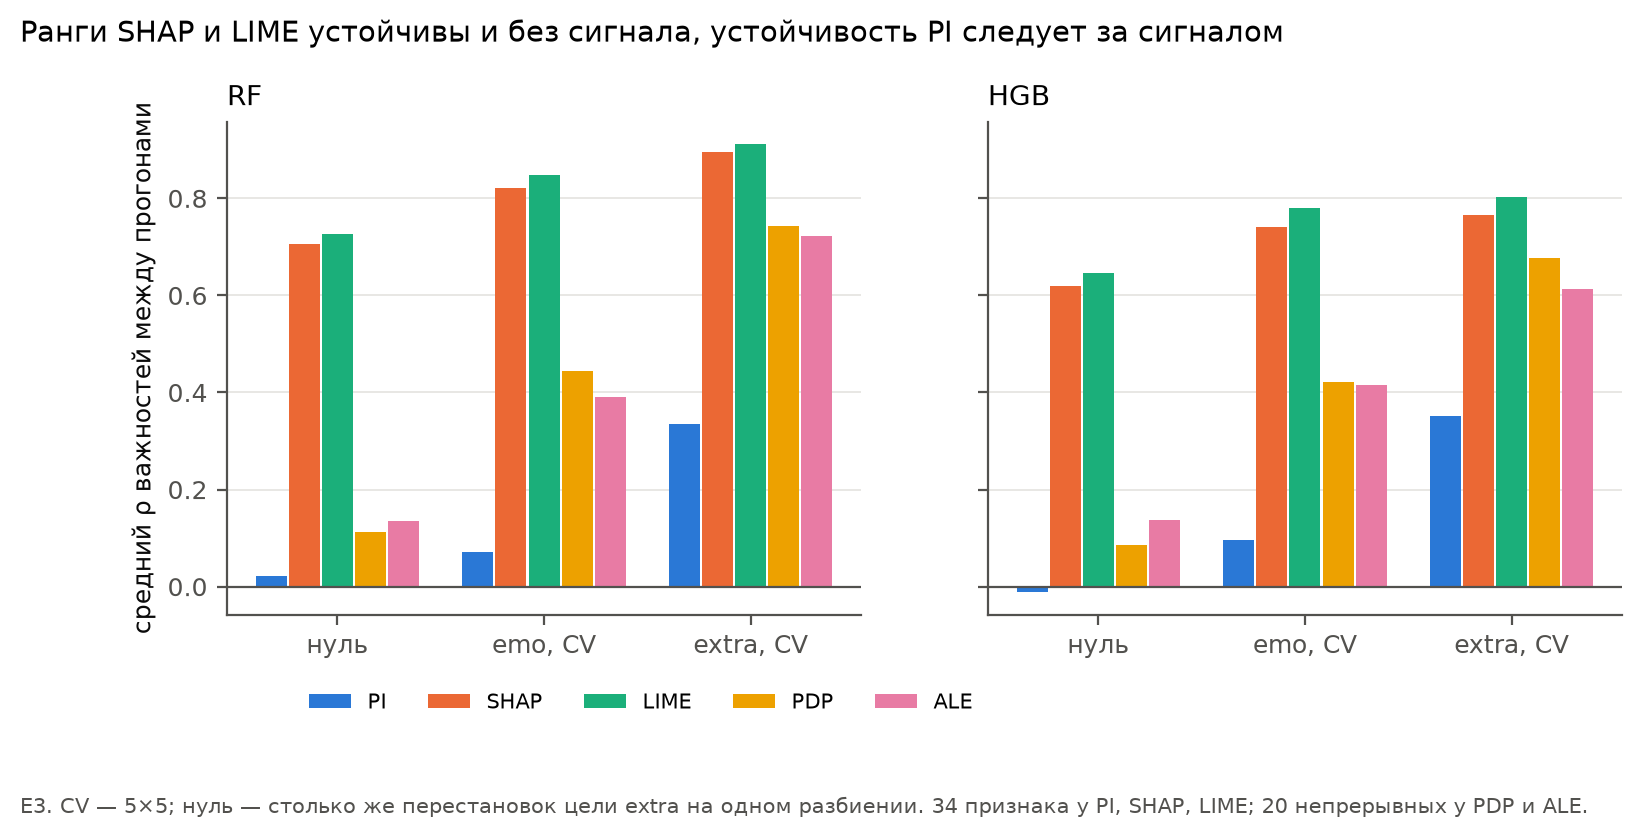 Ранги SHAP и LIME устойчивы и без сигнала, устойчивость PI следует за сигналом
RF
HGB
средний ρ важностей между прогонами
0.8
0.6
0.4
0.2
0.0
нуль
emo, CV
extra, CV
нуль
emo, CV
extra, CV
PI
SHAP
LIME
PDP
ALE
E3. CV — 5×5; нуль — столько же перестановок цели extra на одном разбиении. 34 признака у PI, SHAP, LIME; 20 непрерывных у PDP и ALE.